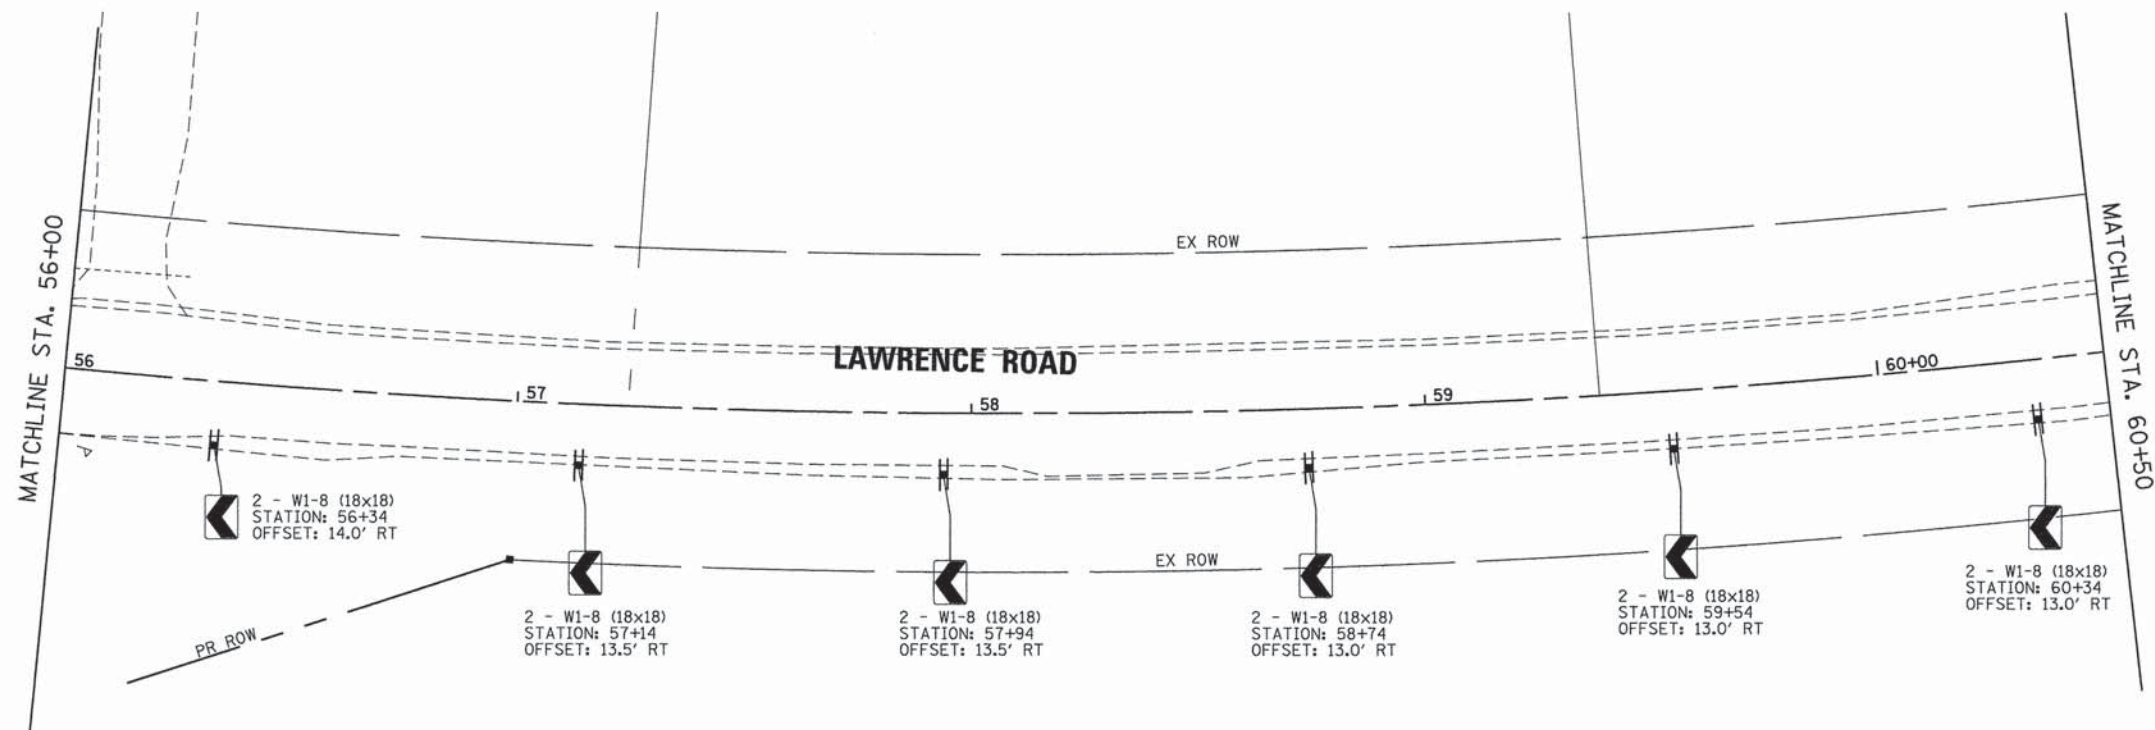 MATCHLINE STA. 56+00
EX ROW
MATCHLINE STA. 60+50
LAWRENCE ROAD
56
57
58
59
60+00
2 - W1-8 (18x18)
STATION: 56+34
OFFSET: 14.0' RT
EX ROW
PR ROW
2 - W1-8 (18x18)
STATION: 57+14
OFFSET: 13.5' RT
2 - W1-8 (18x18)
STATION: 57+94
OFFSET: 13.5' RT
2 - W1-8 (18x18)
STATION: 58+74
OFFSET: 13.0' RT
2 - W1-8 (18x18)
STATION: 59+54
OFFSET: 13.0' RT
2 - W1-8 (18x18)
STATION: 60+34
OFFSET: 13.0' RT